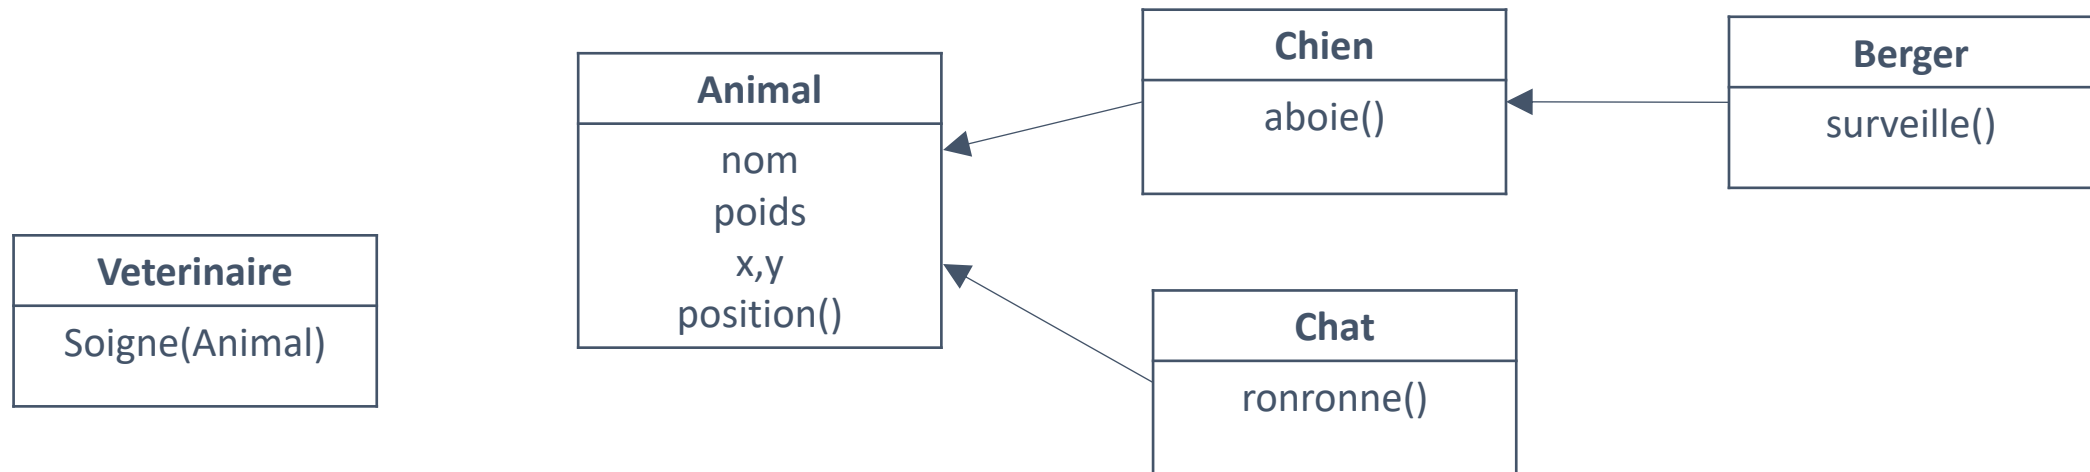 Veterinaire
Soigne(Animal)
Animal
nom
poids
x,y
position()
Chien
aboie()
Berger
surveille()
Chat
ronronne()